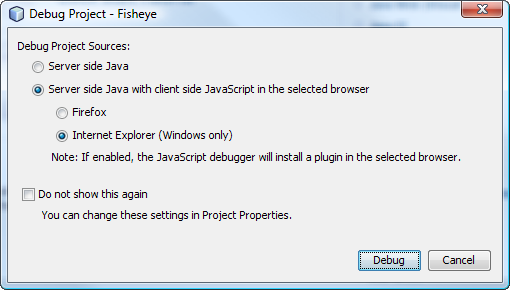 Debug Project - Fisheye
Debug Project Sources:
Server side Java
Server side Java with client side JavaScript in the selected browser
Firefox
Internet Explorer (Windows only)
Note: If enabled, the JavaScript debugger will install a plugin in the selected browser.
Do not show this again
You can change these settings in Project Properties.
Debug
Cancel